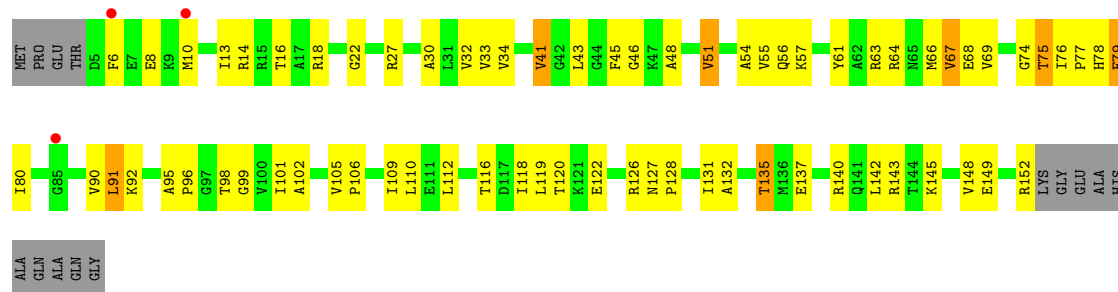 MET PRO GLU THR D5 F6 E7 E8 K9 M10 I13 R14 R15 T16 A17 R18 G22 R27 A30 L31 V32 V33 V34 V41 G42 L43 G44 F45 G46 K47 A48 V51 A54 V55 Q56 K57 Y61 A62 R63 R64 N65 M66 V67 E68 V69 G74 T75 I76 P77 H78
I80 G85 V90 L91 K92 A95 P96 G97 T98 G99 V100 I101 A102 V105 P106 I109 L110 E111 L112 T116 D117 I118 L119 T120 K121 E122 R126 N127 P128 I131 A132 T135 M136 E137 R140 Q141 L142 R143 T144 K145 V148 E149 R152 LYS GLY GLU ALA HIS
ALA GLN ALA GLN GLY